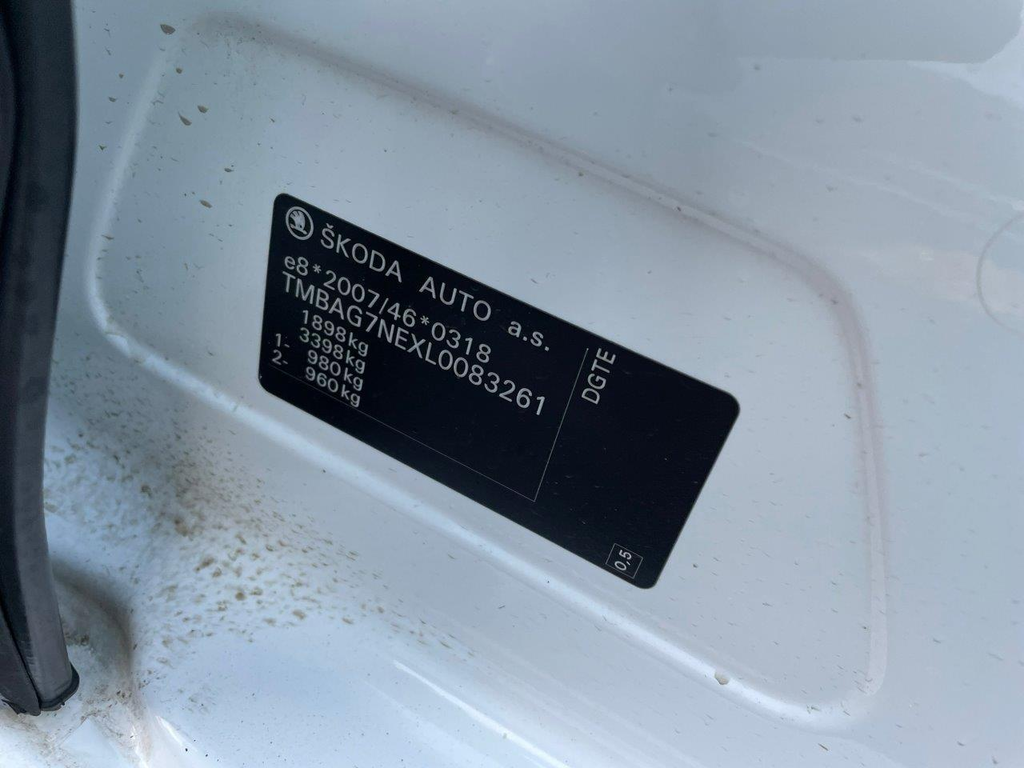 ŠKODA AUTO a.s.
e8*2007/46*0318
TMBAG7NEXL0083261
1898kg
3398kg
1- 980kg
2- 960kg
DGTE
0,5